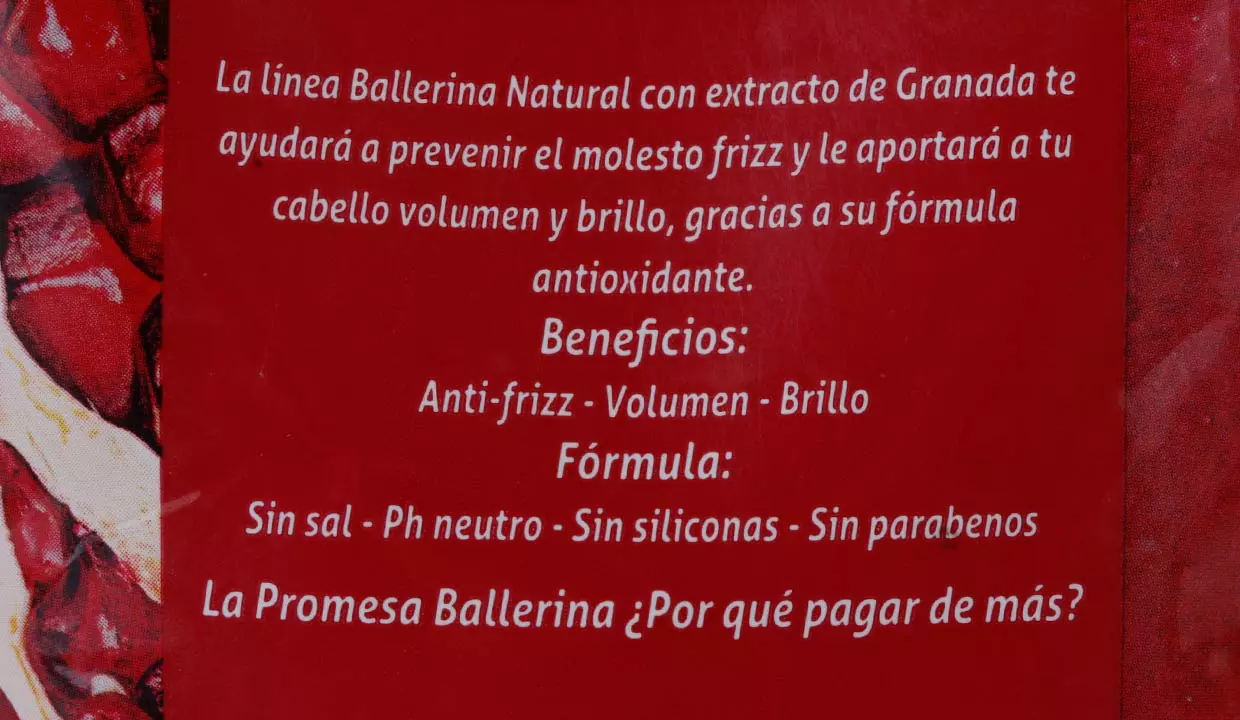 La línea Ballerina Natural con extracto de Granada te
ayudará a prevenir el molesto frizz y le aportará a tu
cabello volumen y brillo, gracias a su fórmula
antioxidante.
Beneficios:
Anti-frizz - Volumen - Brillo
Fórmula:
Sin sal - Ph neutro - Sin siliconas - Sin parabenos
La Promesa Ballerina ¿Por qué pagar de más?